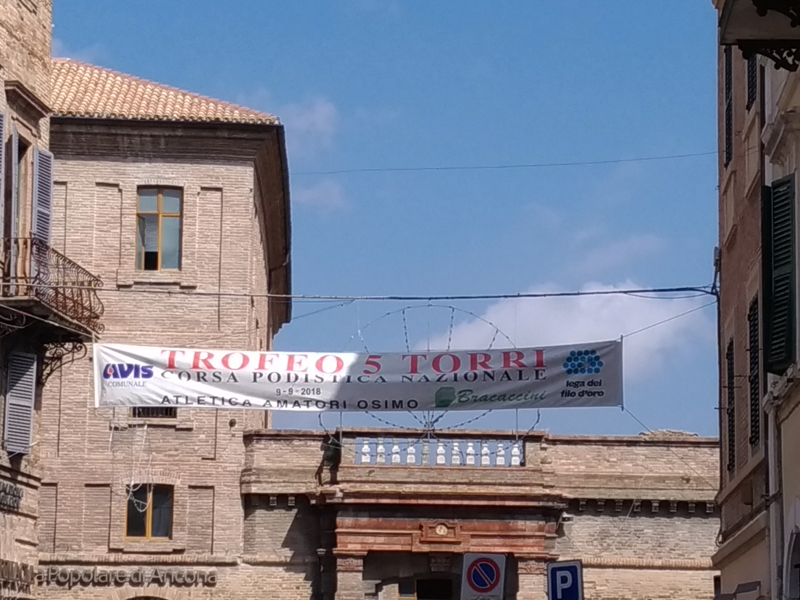 AVIS
COMUNALE
TROFEO 5 TORRI
CORSA PODISTICA NAZIONALE
9-9-2018
ATLETICA AMATORI OSIMO
Bracaccini
lega del
filo d'oro
aPopolare di Ancona
P